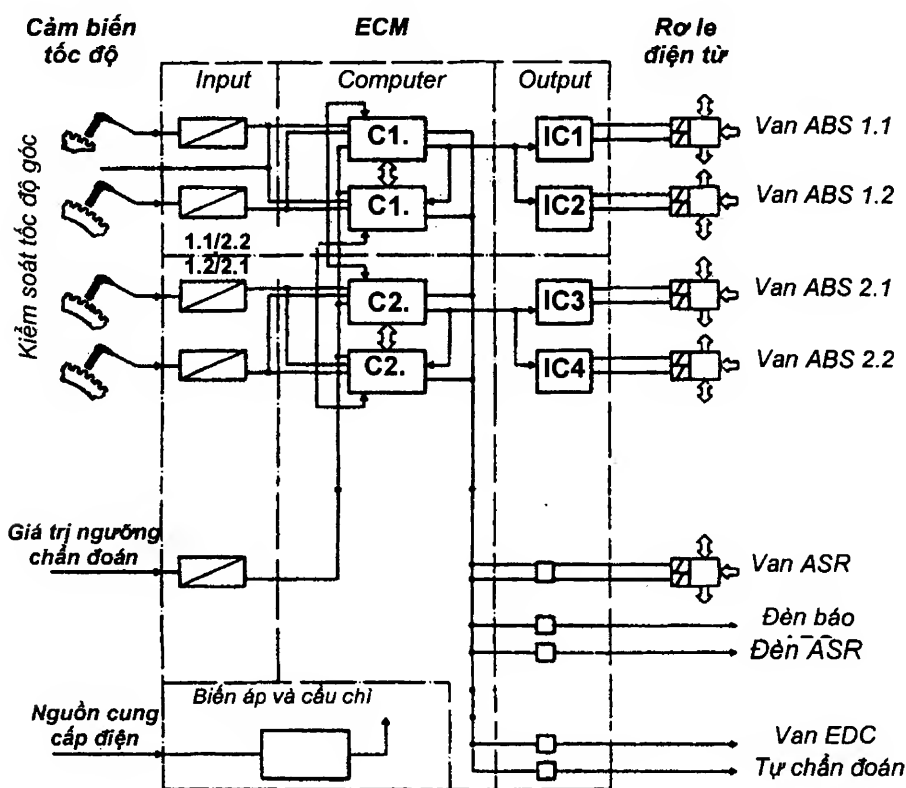 Cảm biến
tốc độ
ECM
Rơ le
điện từ
Input
Computer
Output
Kiểm soát tốc độ góc
C1.
IC1
Van ABS 1.1
C1.
IC2
Van ABS 1.2
1.1/2.2
1.2/2.1
C2.
IC3
Van ABS 2.1
C2.
IC4
Van ABS 2.2
Giá trị ngưỡng
chẩn đoán
Van ASR
Đèn báo
Đèn ASR
Biến áp và cầu chì
Nguồn cung
cấp điện
Van EDC
Tự chẩn đoán